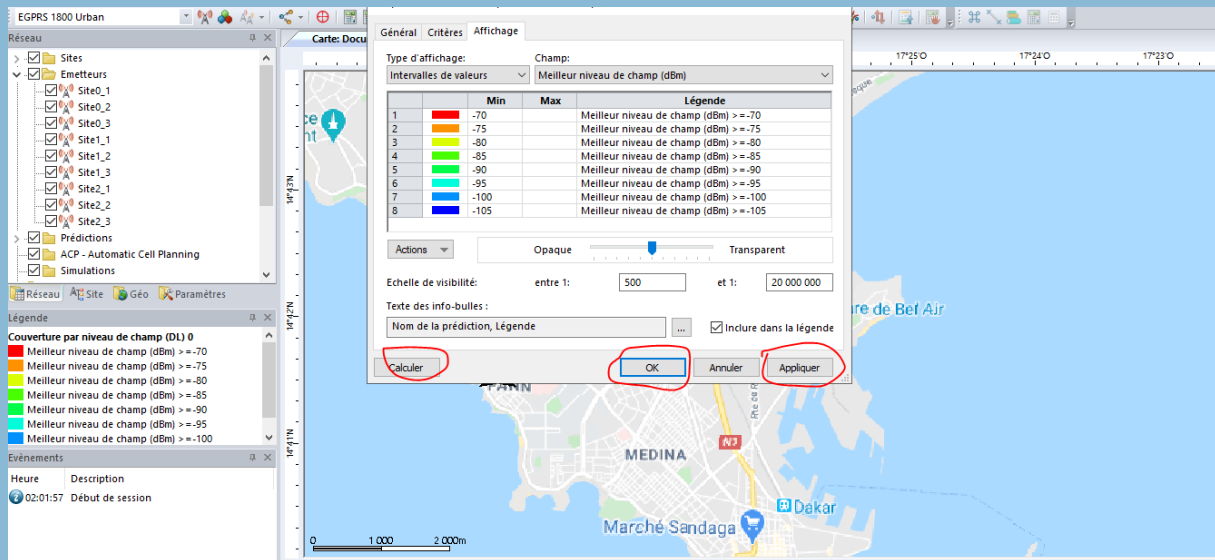 EGPRS 1800 Urban
Réseau
Carte: Docu
Sites
Emetteurs
Site0_1
Site0_2
Site0_3
Site1_1
Site1_2
Site1_3
Site2_1
Site2_2
Site2_3
Prédictions
ACP - Automatic Cell Planning
Simulations
Réseau Site Géo Paramètres
Légende
Couverture par niveau de champ (DL) 0
Meilleur niveau de champ (dBm) >=-70
Meilleur niveau de champ (dBm) >=-75
Meilleur niveau de champ (dBm) >=-80
Meilleur niveau de champ (dBm) >=-85
Meilleur niveau de champ (dBm) >=-90
Meilleur niveau de champ (dBm) >=-95
Meilleur niveau de champ (dBm) >=-100
Evènements
Heure Description
02:01:57 Début de session
Général Critères Affichage
Type d'affichage: Champ:
Intervalles de valeurs Meilleur niveau de champ (dBm)
Min Max Légende
1 -70 Meilleur niveau de champ (dBm) >=-70
2 -75 Meilleur niveau de champ (dBm) >=-75
3 -80 Meilleur niveau de champ (dBm) >=-80
4 -85 Meilleur niveau de champ (dBm) >=-85
5 -90 Meilleur niveau de champ (dBm) >=-90
6 -95 Meilleur niveau de champ (dBm) >=-95
7 -100 Meilleur niveau de champ (dBm) >=-100
8 -105 Meilleur niveau de champ (dBm) >=-105
Actions Opaque Transparent
Echelle de visibilité: entre 1: 500 et 1: 20 000 000
Texte des info-bulles :
Nom de la prédiction, Légende ... Inclure dans la légende
Calculer OK Annuler Appliquer
17°25'O 17°24'O 17°23'O
14°43'N
14°42'N
14°41'N
re de Bel Air
FANN
Rte de R
N1
MEDINA
Dakar
Marché Sandaga
0 1 000 2 000m